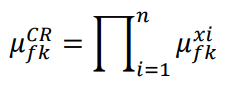 μ_{fk}^{CR} = ∏_{i=1}^{n} μ_{fk}^{xi}